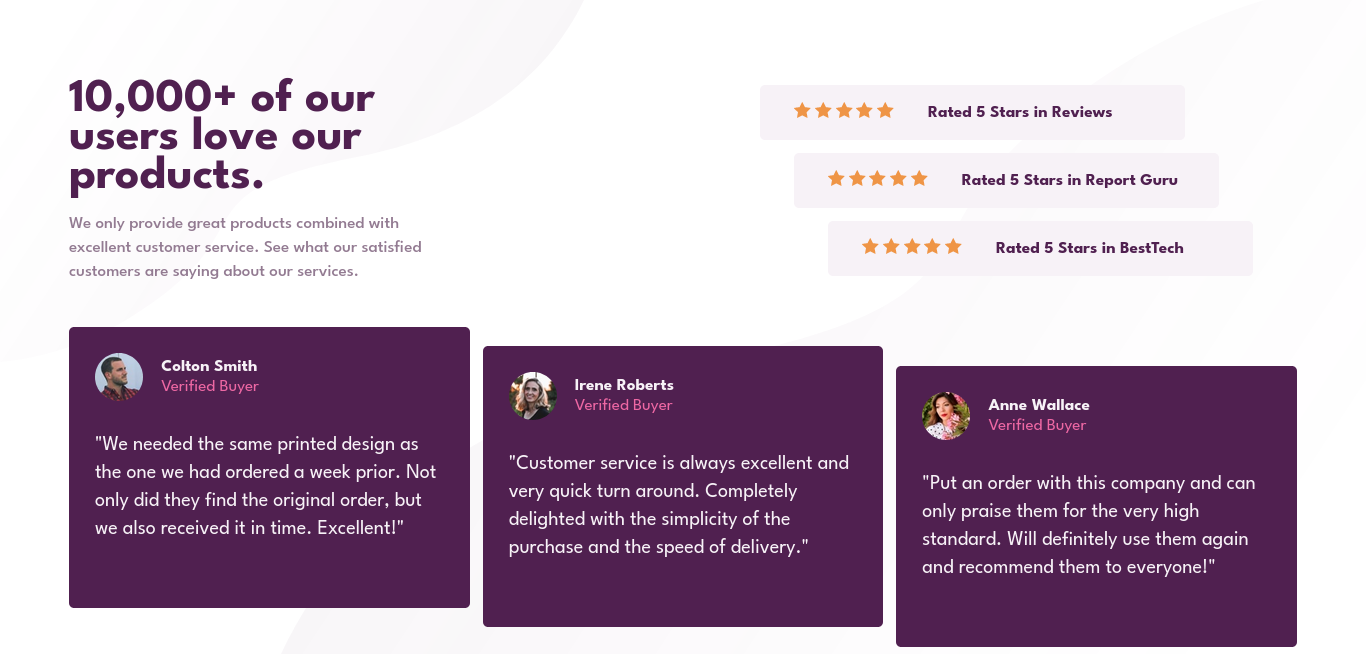 10,000+ of our
users love our
products.
We only provide great products combined with
excellent customer service. See what our satisfied
customers are saying about our services.
Rated 5 Stars in Reviews
Rated 5 Stars in Report Guru
Rated 5 Stars in BestTech
Colton Smith
Verified Buyer
"We needed the same printed design as
the one we had ordered a week prior. Not
only did they find the original order, but
we also received it in time. Excellent!"
Irene Roberts
Verified Buyer
"Customer service is always excellent and
very quick turn around. Completely
delighted with the simplicity of the
purchase and the speed of delivery."
Anne Wallace
Verified Buyer
"Put an order with this company and can
only praise them for the very high
standard. Will definitely use them again
and recommend them to everyone!"